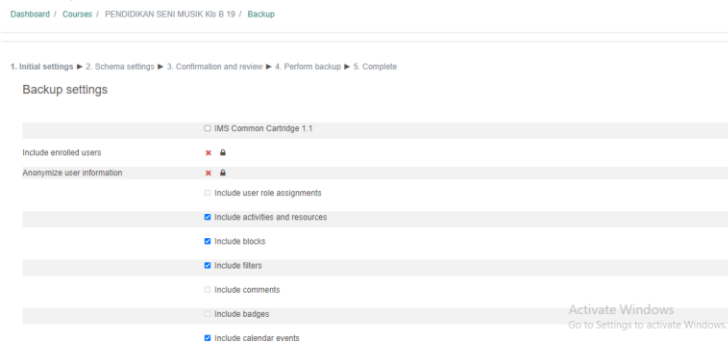 Dashboard / Courses / PENDIDIKAN SENI MUSIK Kls B 19 / Backup
1. Initial settings ► 2. Schema settings ► 3. Confirmation and review ► 4. Perform backup ► 5. Complete
Backup settings
IMS Common Cartridge 1.1
Include enrolled users
Anonymize user information
Include user role assignments
Include activities and resources
Include blocks
Include filters
Include comments
Include badges
Include calendar events
Activate Windows
Go to Settings to activate Windows.